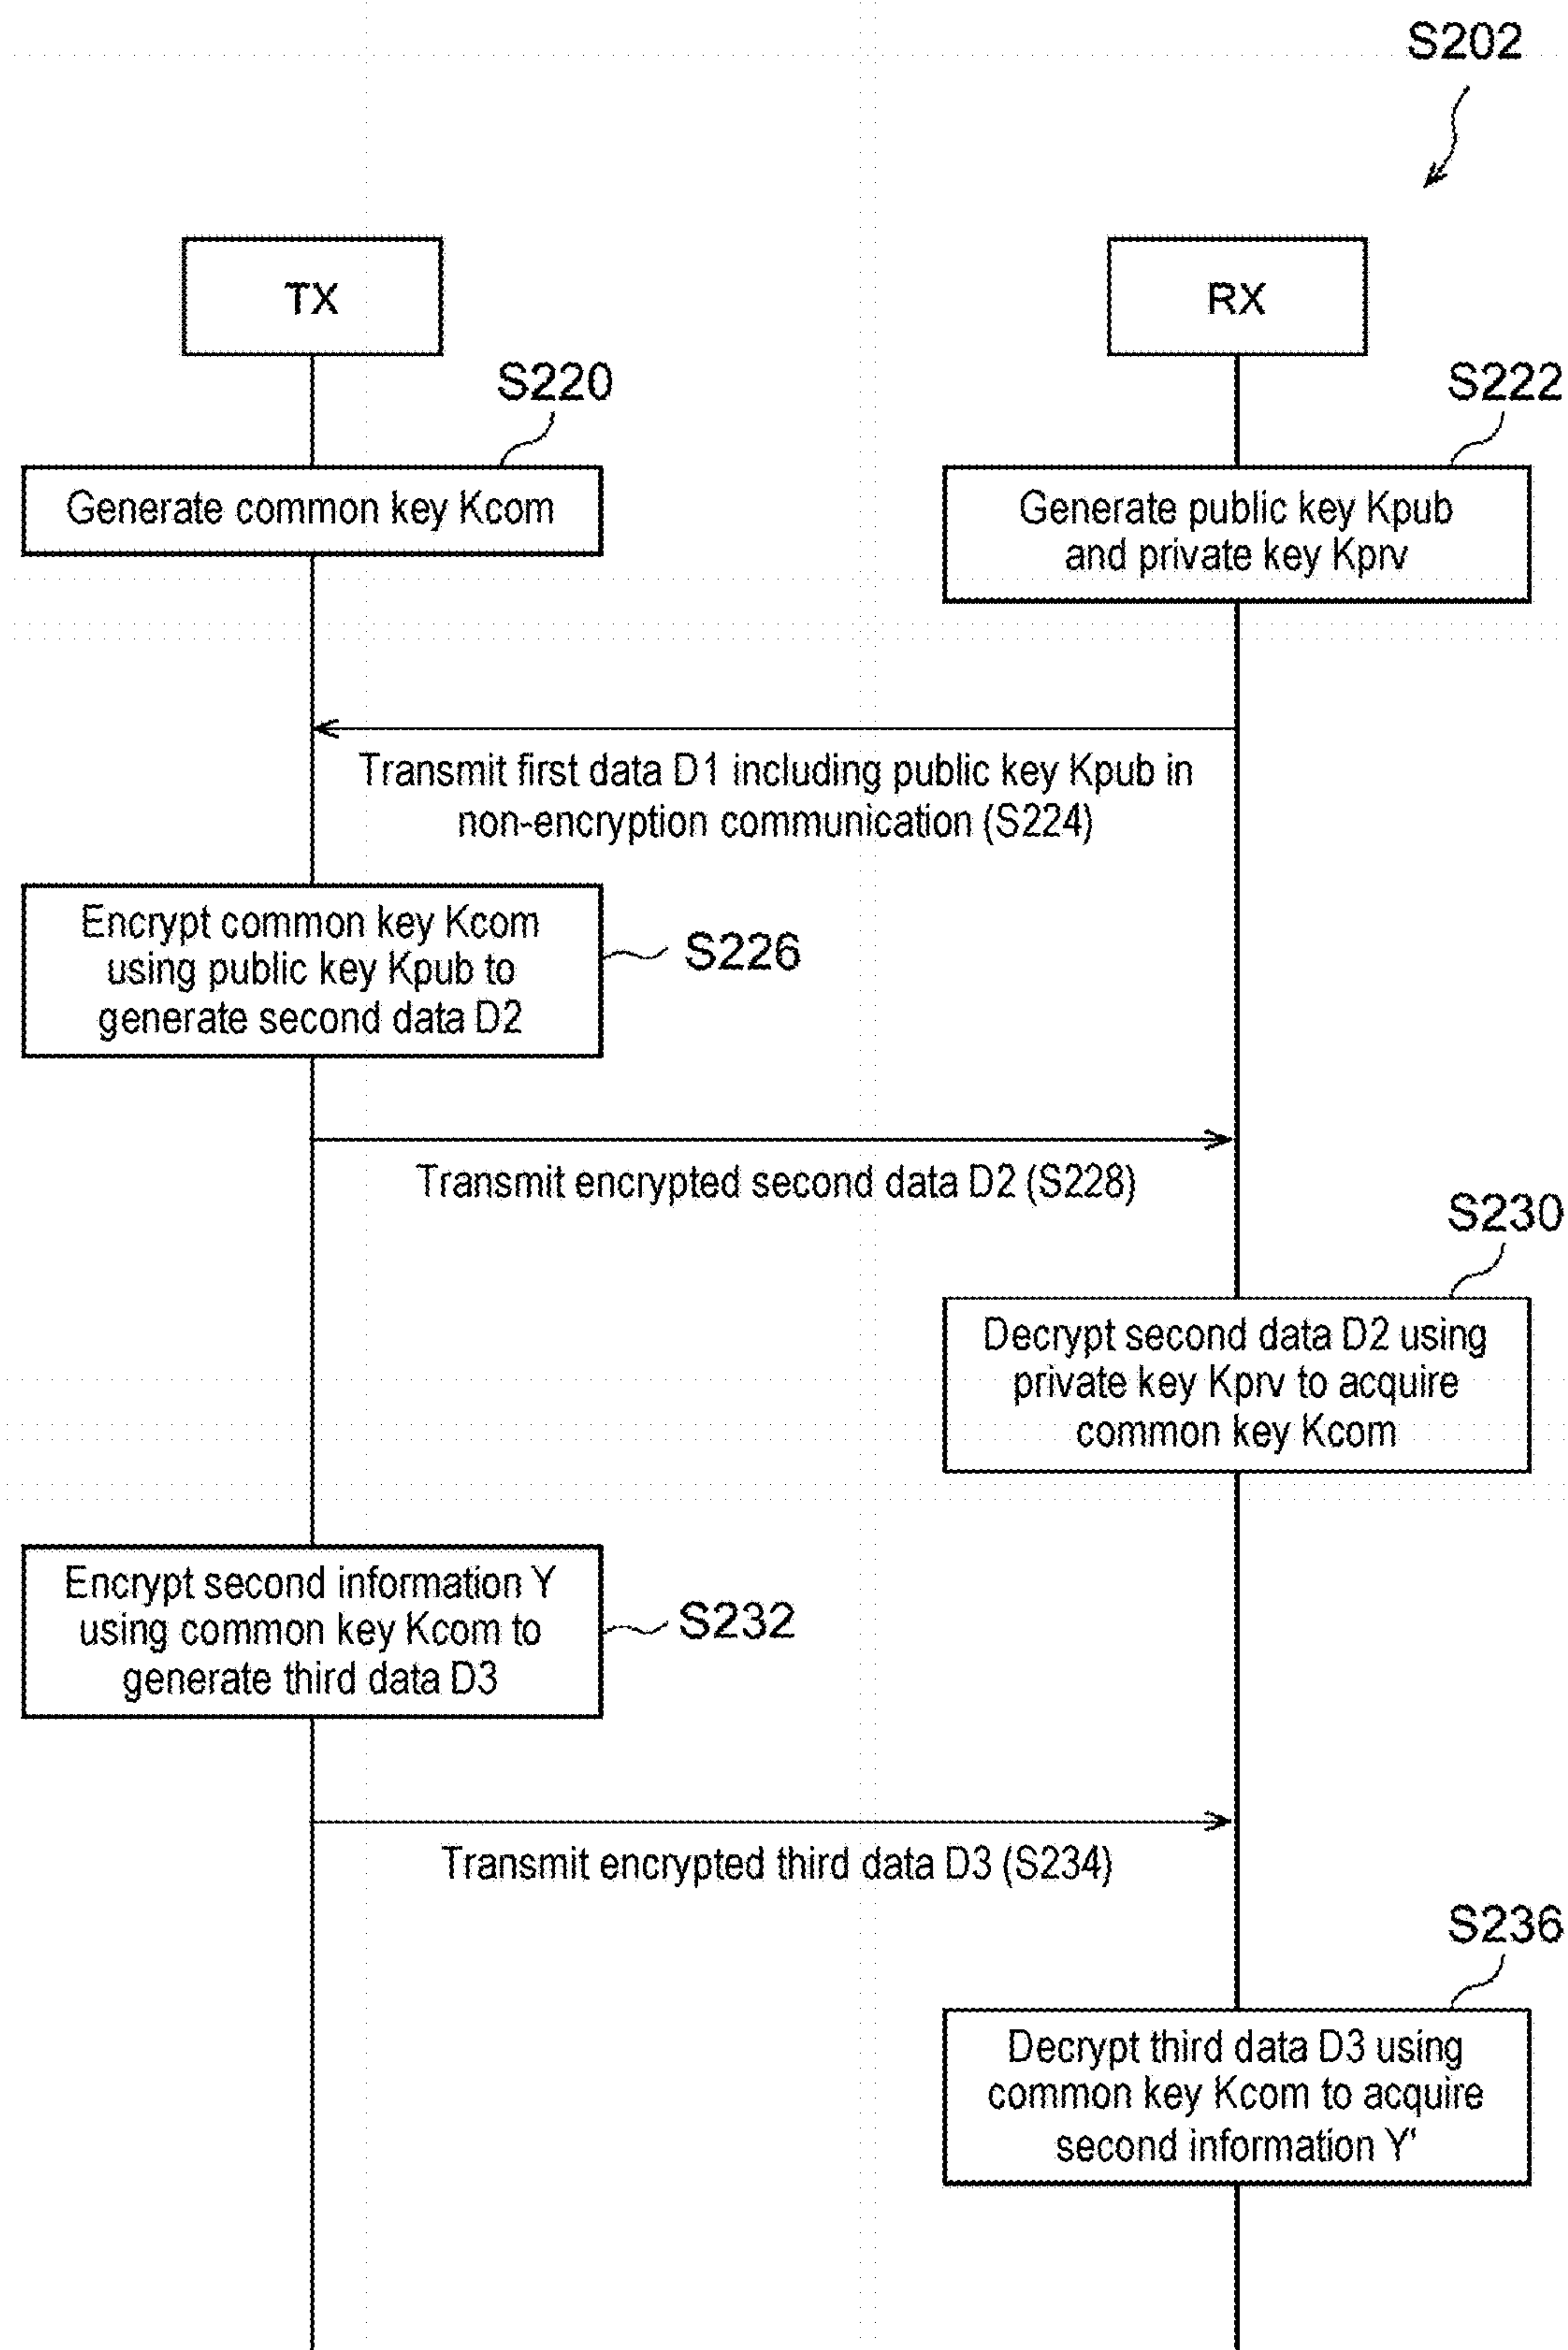 S202
TX
RX
S220
S222
Generate common key Kcom
Generate public key Kpub
and private key Kprv
Transmit first data D1 including public key Kpub in
non-encryption communication (S224)
Encrypt common key Kcom
using public key Kpub to
generate second data D2
S226
Transmit encrypted second data D2 (S228)
S230
Decrypt second data D2 using
private key Kprv to acquire
common key Kcom
Encrypt second information Y
using common key Kcom to
generate third data D3
S232
Transmit encrypted third data D3 (S234)
S236
Decrypt third data D3 using
common key Kcom to acquire
second information Y'